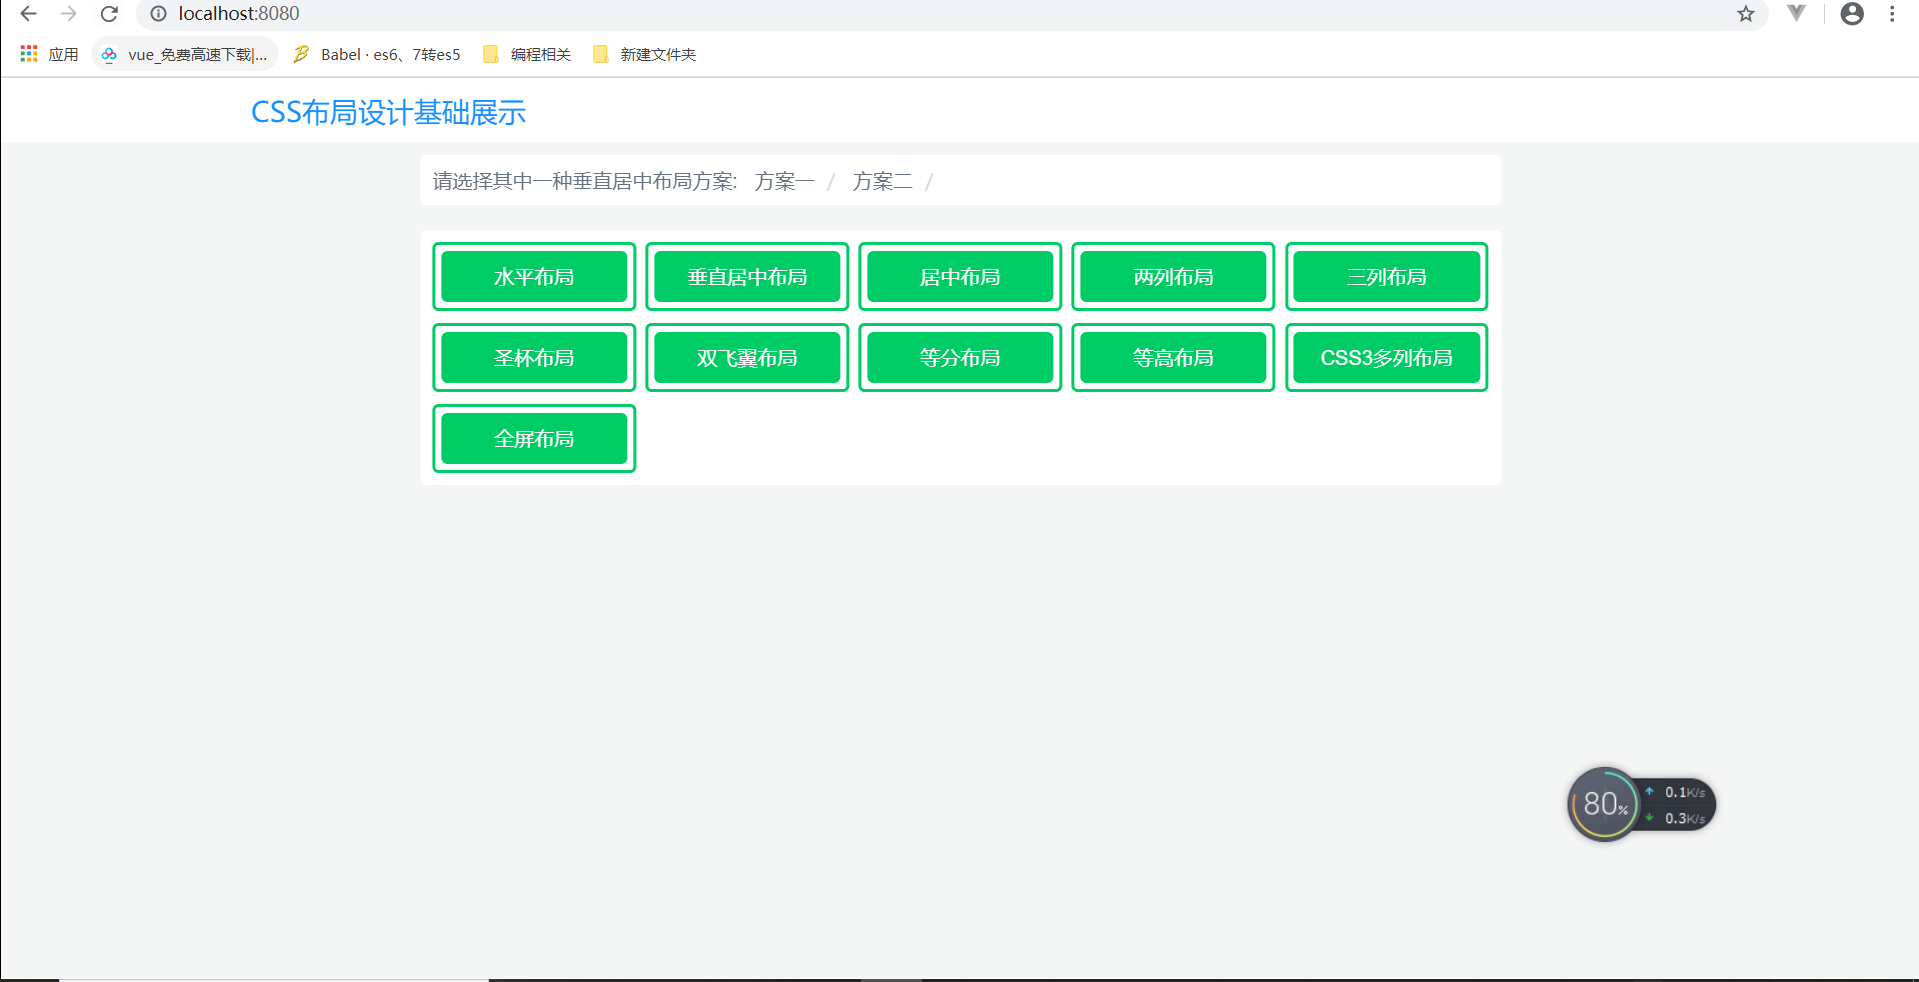 localhost:8080
应用 vue_免费高速下载|... Babel · es6、7转es5 编程相关 新建文件夹
CSS布局设计基础展示
请选择其中一种垂直居中布局方案: 方案一 / 方案二 /
水平布局 垂直居中布局 居中布局 两列布局 三列布局
圣杯布局 双飞翼布局 等分布局 等高布局 CSS3多列布局
全屏布局
80% 0.1K/s
0.3K/s